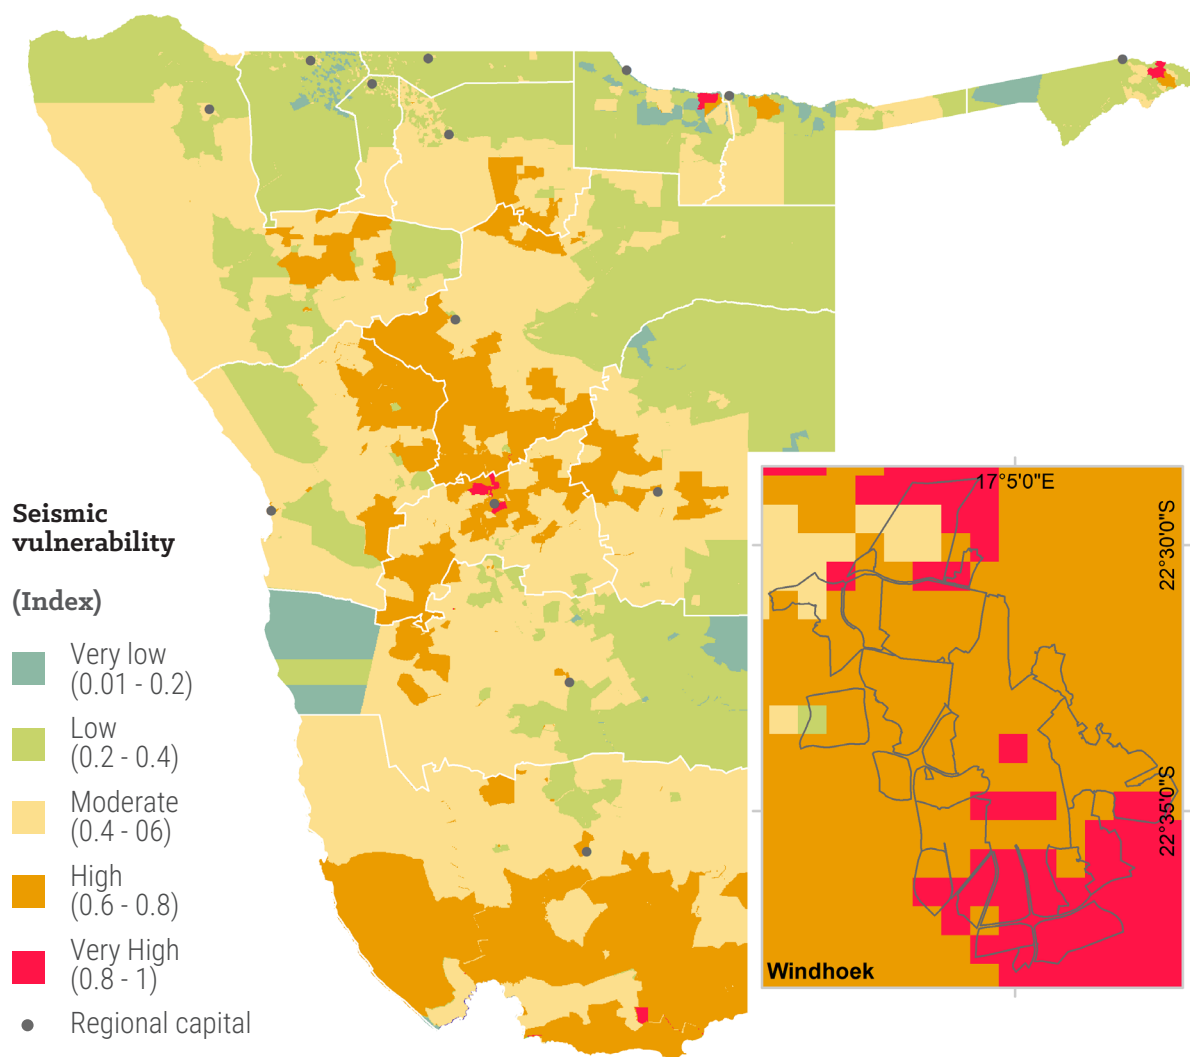 Seismic
vulnerability
(Index)
Very low
(0.01 - 0.2)
Low
(0.2 - 0.4)
Moderate
(0.4 - 06)
High
(0.6 - 0.8)
Very High
(0.8 - 1)
Regional capital
17°5'0"E
22°30'0"S
22°35'0"S
Windhoek